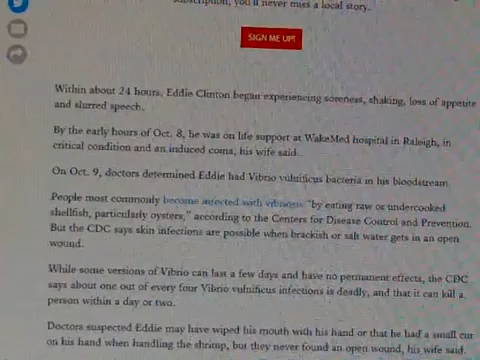 subscription, you'll never miss a local story.
SIGN ME UP!
Within about 24 hours, Eddie Clinton began experiencing soreness, shaking, loss of appetite
and slurred speech.
By the early hours of Oct. 8, he was on life support at WakeMed hospital in Raleigh, in
critical condition and an induced coma, his wife said.
On Oct. 9, doctors determined Eddie had Vibrio vulnificus bacteria in his bloodstream.
People most commonly become infected with vibriosis "by eating raw or undercooked
shellfish, particularly oysters," according to the Centers for Disease Control and Prevention.
But the CDC says skin infections are possible when brackish or salt water gets in an open
wound.
While some versions of Vibrio can last a few days and have no permanent effects, the CDC
says about one out of every four Vibrio vulnificus infections is deadly, and that it can kill a
person within a day or two.
Doctors suspected Eddie may have wiped his mouth with his hand or that he had a small cut
on his hand when handling the shrimp, but they never found an open wound, his wife said.